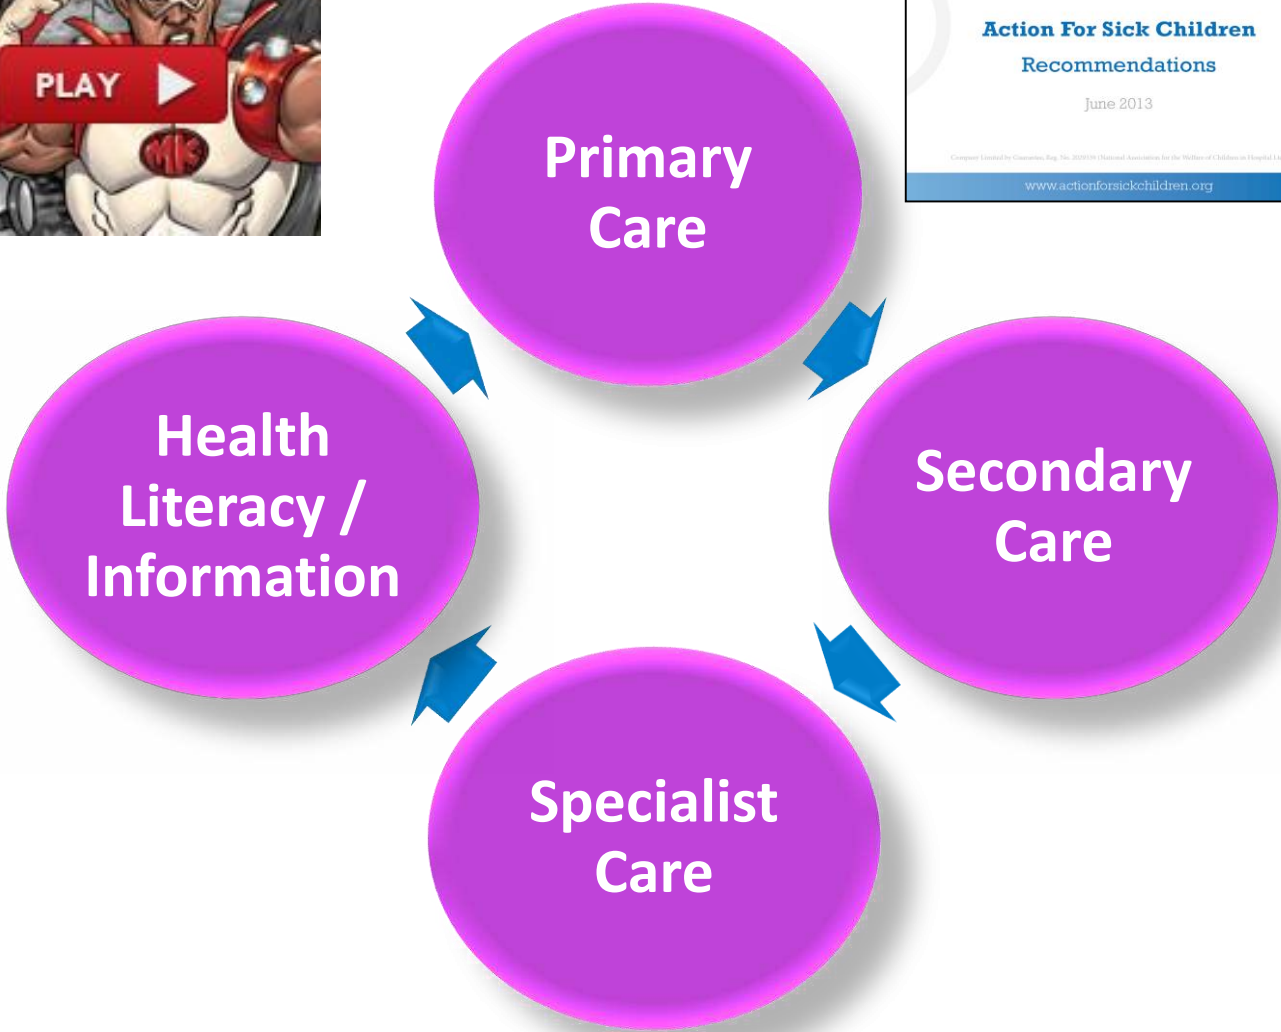 PLAY
MIS
Action For Sick Children
Recommendations
June 2013
www.actionforsickchildren.org
Primary
Care
Health
Literacy /
Information
Secondary
Care
Specialist
Care